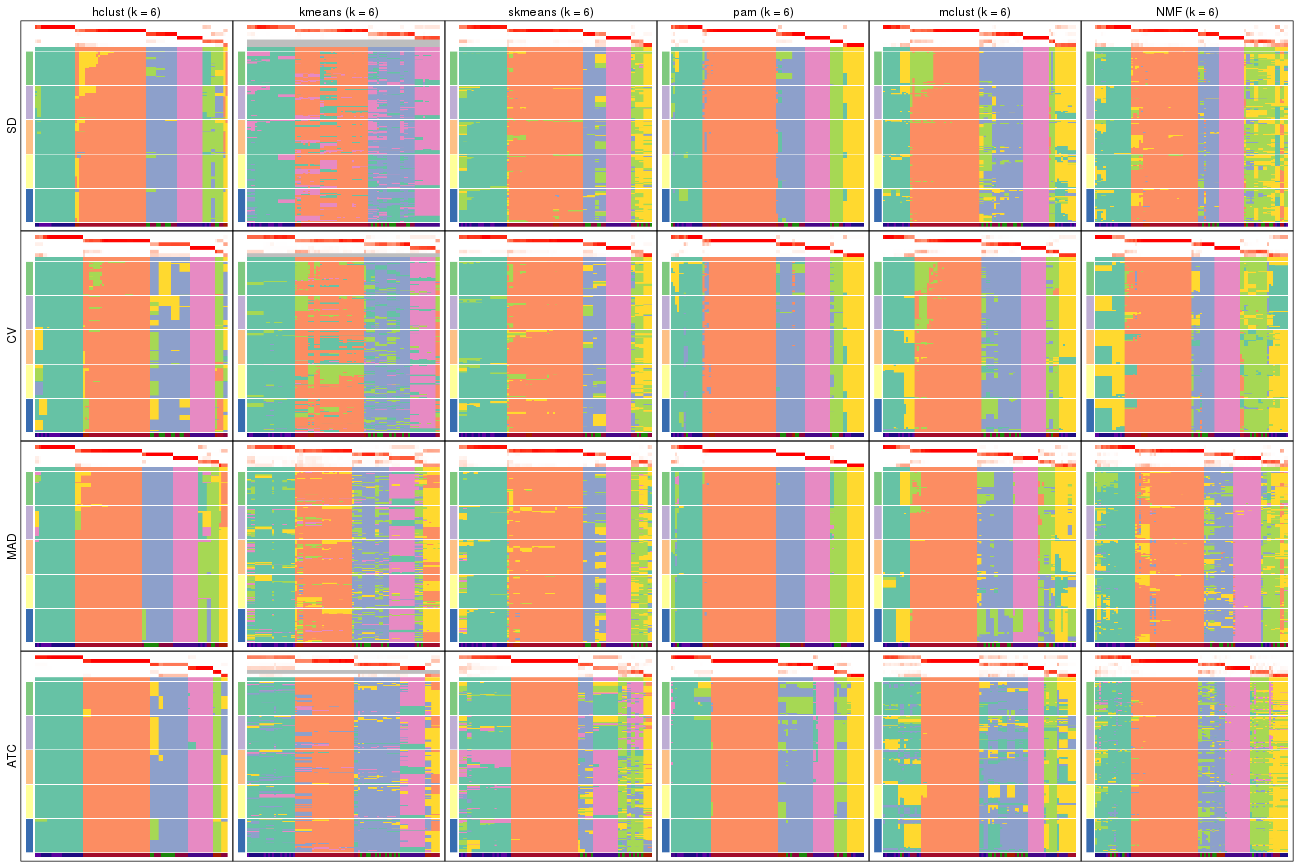 hclust (k = 6) kmeans (k = 6) skmeans (k = 6) pam (k = 6) mclust (k = 6) NMF (k = 6)
SD
CV
MAD
ATC